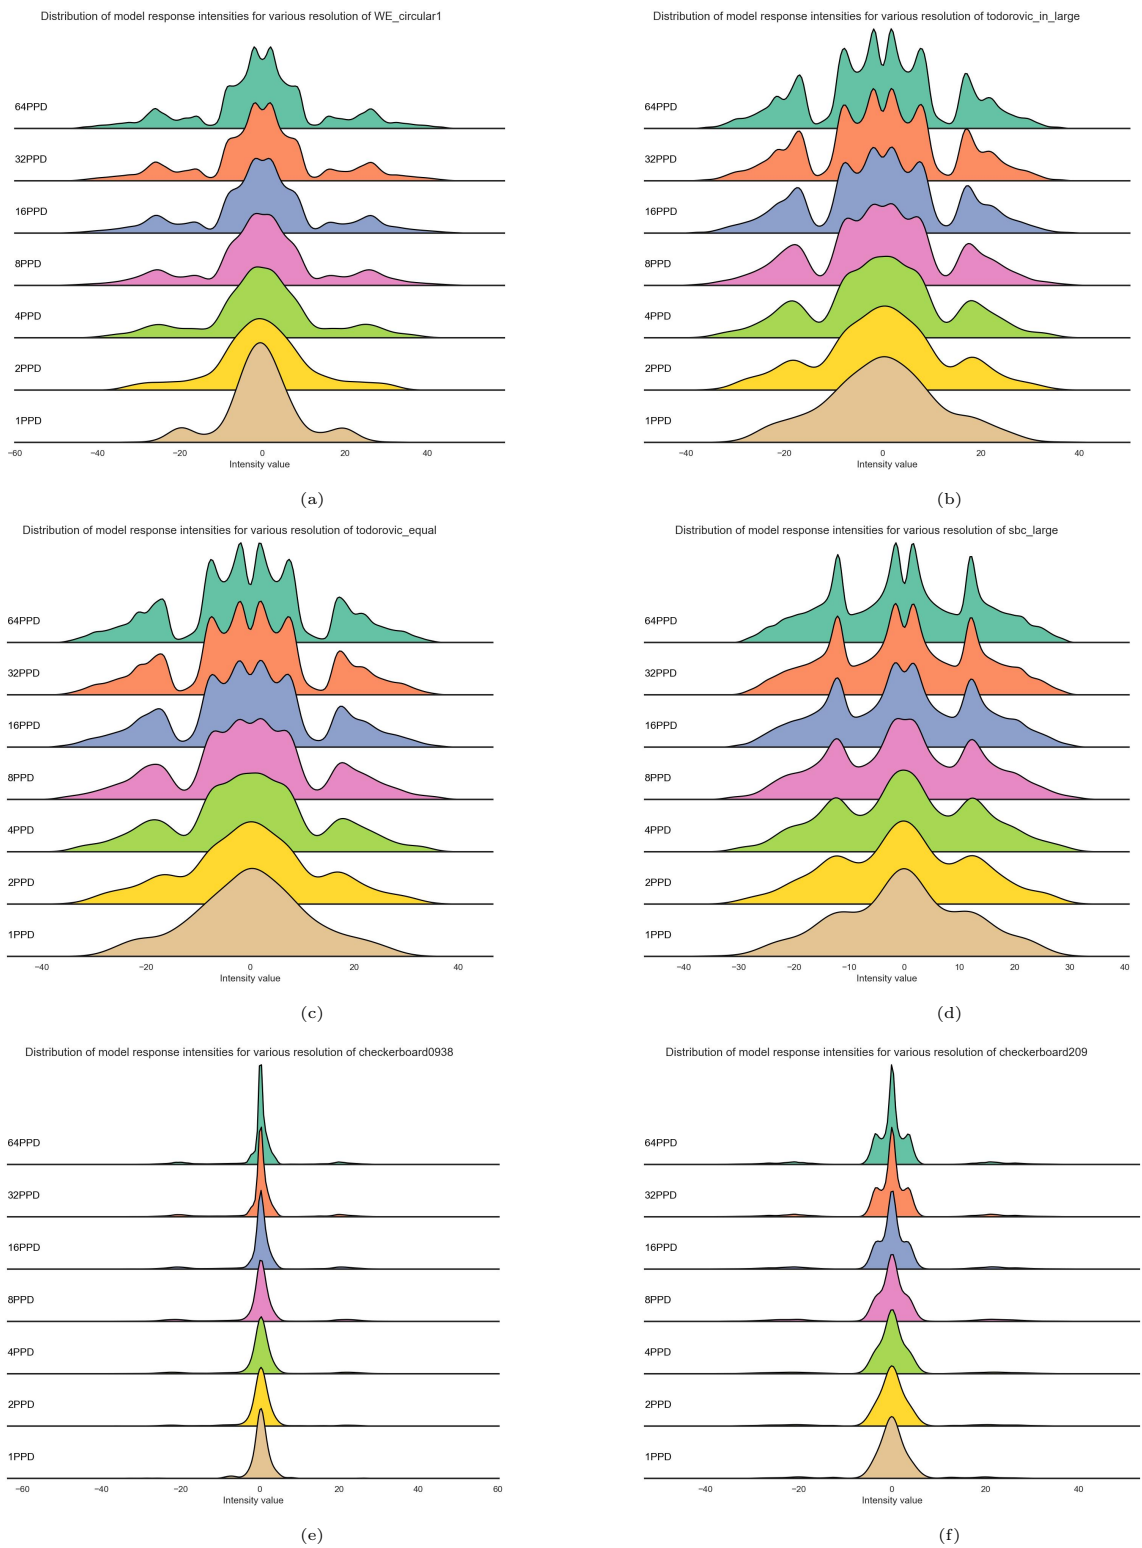 Distribution of model response intensities for various resolution of WE_circular1
64PPD
32PPD
16PPD
8PPD
4PPD
2PPD
1PPD
−60 −40 −20 0 20 40
Intensity value
(a)
Distribution of model response intensities for various resolution of todorovic_in_large
64PPD
32PPD
16PPD
8PPD
4PPD
2PPD
1PPD
−40 −20 0 20 40
Intensity value
(b)
Distribution of model response intensities for various resolution of todorovic_equal
64PPD
32PPD
16PPD
8PPD
4PPD
2PPD
1PPD
−40 −20 0 20 40
Intensity value
(c)
Distribution of model response intensities for various resolution of sbc_large
64PPD
32PPD
16PPD
8PPD
4PPD
2PPD
1PPD
−40 −30 −20 −10 0 10 20 30 40
Intensity value
(d)
Distribution of model response intensities for various resolution of checkerboard0938
64PPD
32PPD
16PPD
8PPD
4PPD
2PPD
1PPD
−60 −40 −20 0 20 40 60
Intensity value
(e)
Distribution of model response intensities for various resolution of checkerboard209
64PPD
32PPD
16PPD
8PPD
4PPD
2PPD
1PPD
−40 −20 0 20 40
Intensity value
(f)